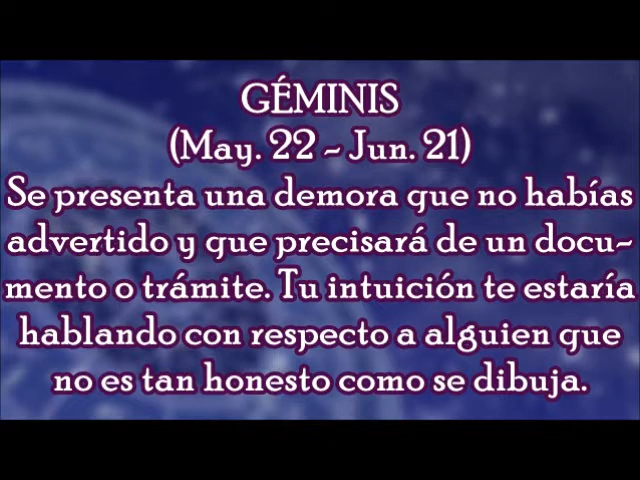 GÉMINIS
(May. 22 - Jun. 21)
Se presenta una demora que no habías
advertido y que precisará de un docu-
mento o trámite. Tu intuición te estaría
hablando con respecto a alguien que
no es tan honesto como se dibuja.